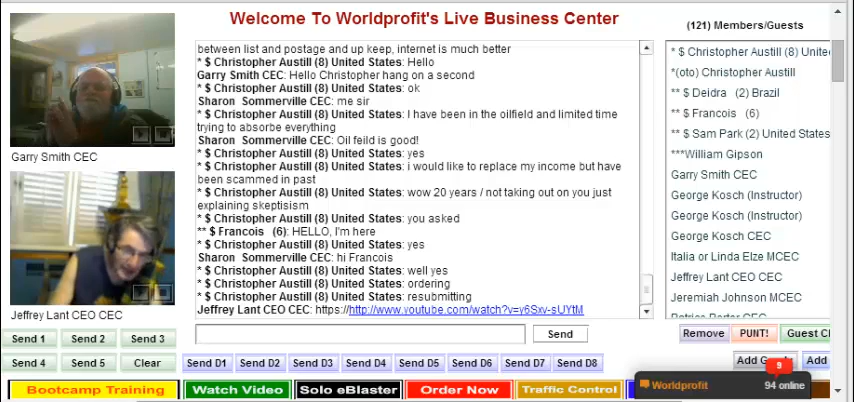 Welcome To Worldprofit's Live Business Center
(121) Members/Guests
between list and postage and up keep, internet is much better
* $ Christopher Austill (8) United States: Hello
Garry Smith CEC: Hello Christopher hang on a second
* $ Christopher Austill (8) United States: ok
Sharon Sommerville CEC: me sir
* $ Christopher Austill (8) United States: I have been in the oilfield and limited time
trying to absorbe everything
Sharon Sommerville CEC: Oil feild is good!
* $ Christopher Austill (8) United States: yes
* $ Christopher Austill (8) United States: i would like to replace my income but have
been scammed in past
* $ Christopher Austill (8) United States: wow 20 years / not taking out on you just
explaining skeptisism
* $ Christopher Austill (8) United States: you asked
** $ Francois (6): HELLO, I'm here
* $ Christopher Austill (8) United States: yes
Sharon Sommerville CEC: hi Francois
* $ Christopher Austill (8) United States: well yes
* $ Christopher Austill (8) United States: ordering
* $ Christopher Austill (8) United States: resubmitting
Jeffrey Lant CEO CEC: https://http://www.youtube.com/watch?v=y6Sxv-sUYtM
* $ Christopher Austill (8) Unite
*(oto) Christopher Austill
** $ Deidra (2) Brazil
** $ Francois (6)
** $ Sam Park (2) United States
***William Gipson
Garry Smith CEC
George Kosch (Instructor)
George Kosch (Instructor)
George Kosch CEC
Italia or Linda Elze MCEC
Jeffrey Lant CEO CEC
Jeremiah Johnson MCEC
Garry Smith CEC
Jeffrey Lant CEO CEC
Send
Remove
PUNT!
Guest Cl
Send 1
Send 2
Send 3
Send 4
Send 5
Clear
Send D1
Send D2
Send D3
Send D4
Send D5
Send D6
Send D7
Send D8
Add
Add
Bootcamp Training
Watch Video
Solo eBlaster
Order Now
Traffic Control
9
Worldprofit
94 online